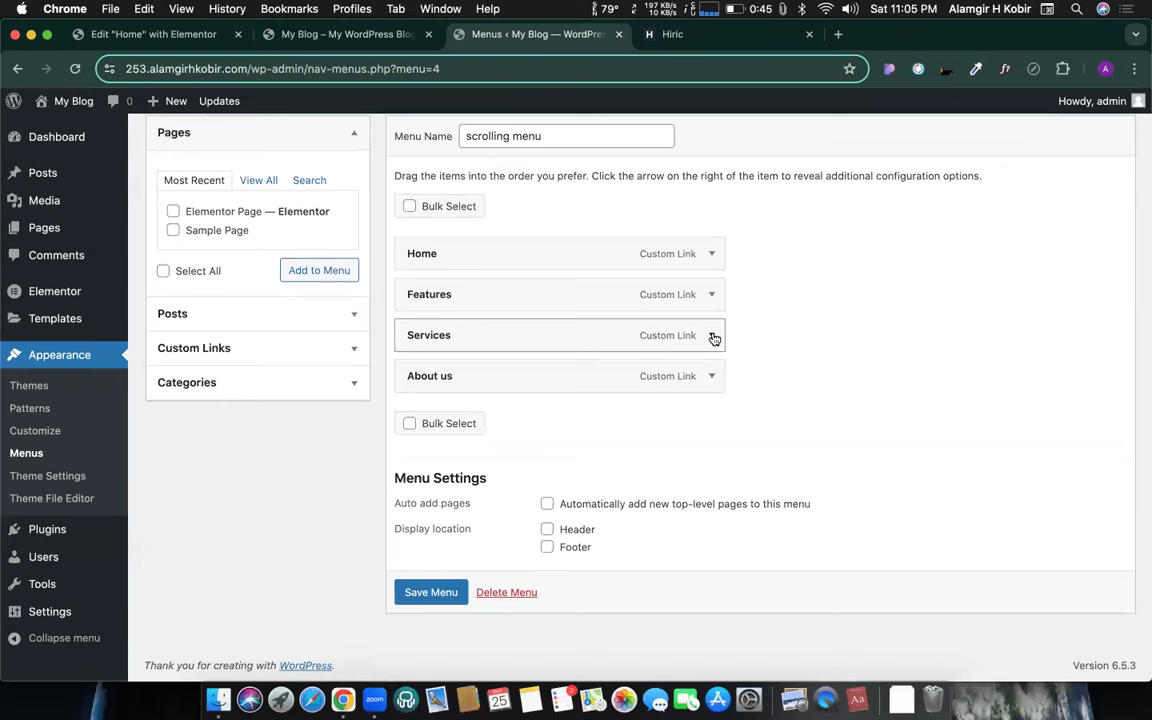 Chrome File Edit View History Bookmarks Profiles Tab Window Help 79° 197 KB/s 10 KB/s 0:45 Sat 11:05 PM Alamgir H Kobir
Edit "Home" with Elementor
My Blog – My WordPress Blo
Menus ‹ My Blog — WordPre
Hiric
253.alamgirhkobir.com/wp-admin/nav-menus.php?menu=4
A
My Blog 0 New Updates Howdy, admin
Dashboard
Posts
Media
Pages
Comments
Elementor
Templates
Appearance
Themes
Patterns
Customize
Menus
Theme Settings
Theme File Editor
Plugins
Users
Tools
Settings
Collapse menu
Pages
Most Recent View All Search
Elementor Page — Elementor
Sample Page
Select All Add to Menu
Posts
Custom Links
Categories
Menu Name scrolling menu
Drag the items into the order you prefer. Click the arrow on the right of the item to reveal additional configuration options.
Bulk Select
Home Custom Link
Features Custom Link
Services Custom Link
About us Custom Link
Bulk Select
Menu Settings
Auto add pages Automatically add new top-level pages to this menu
Display location Header
Footer
Save Menu Delete Menu
Thank you for creating with WordPress. Version 6.5.3